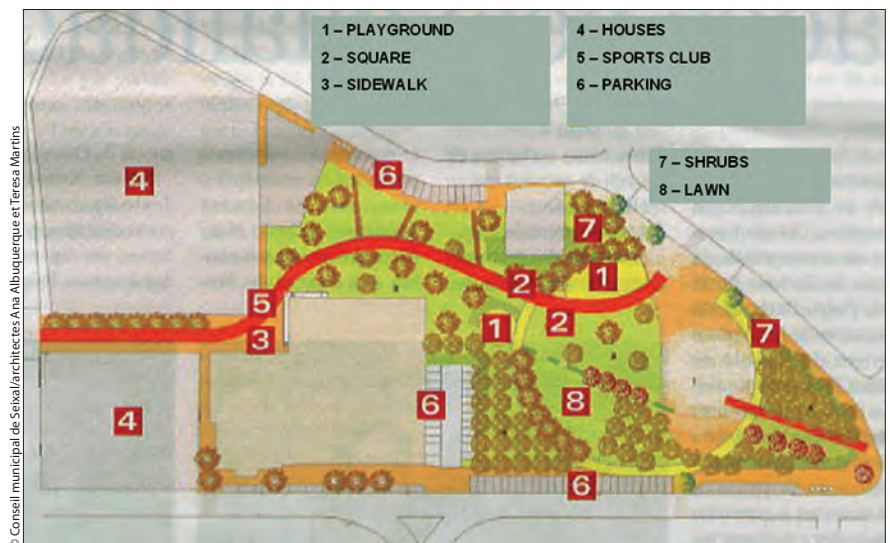 1 – PLAYGROUND
2 – SQUARE
3 – SIDEWALK
4 – HOUSES
5 – SPORTS CLUB
6 – PARKING
7 – SHRUBS
8 – LAWN
4
6
7
1
2
5
3
1
2
7
4
6
8
6
© Conseil municipal de Seixal/architectes Ana Albuquerque et Teresa Martins